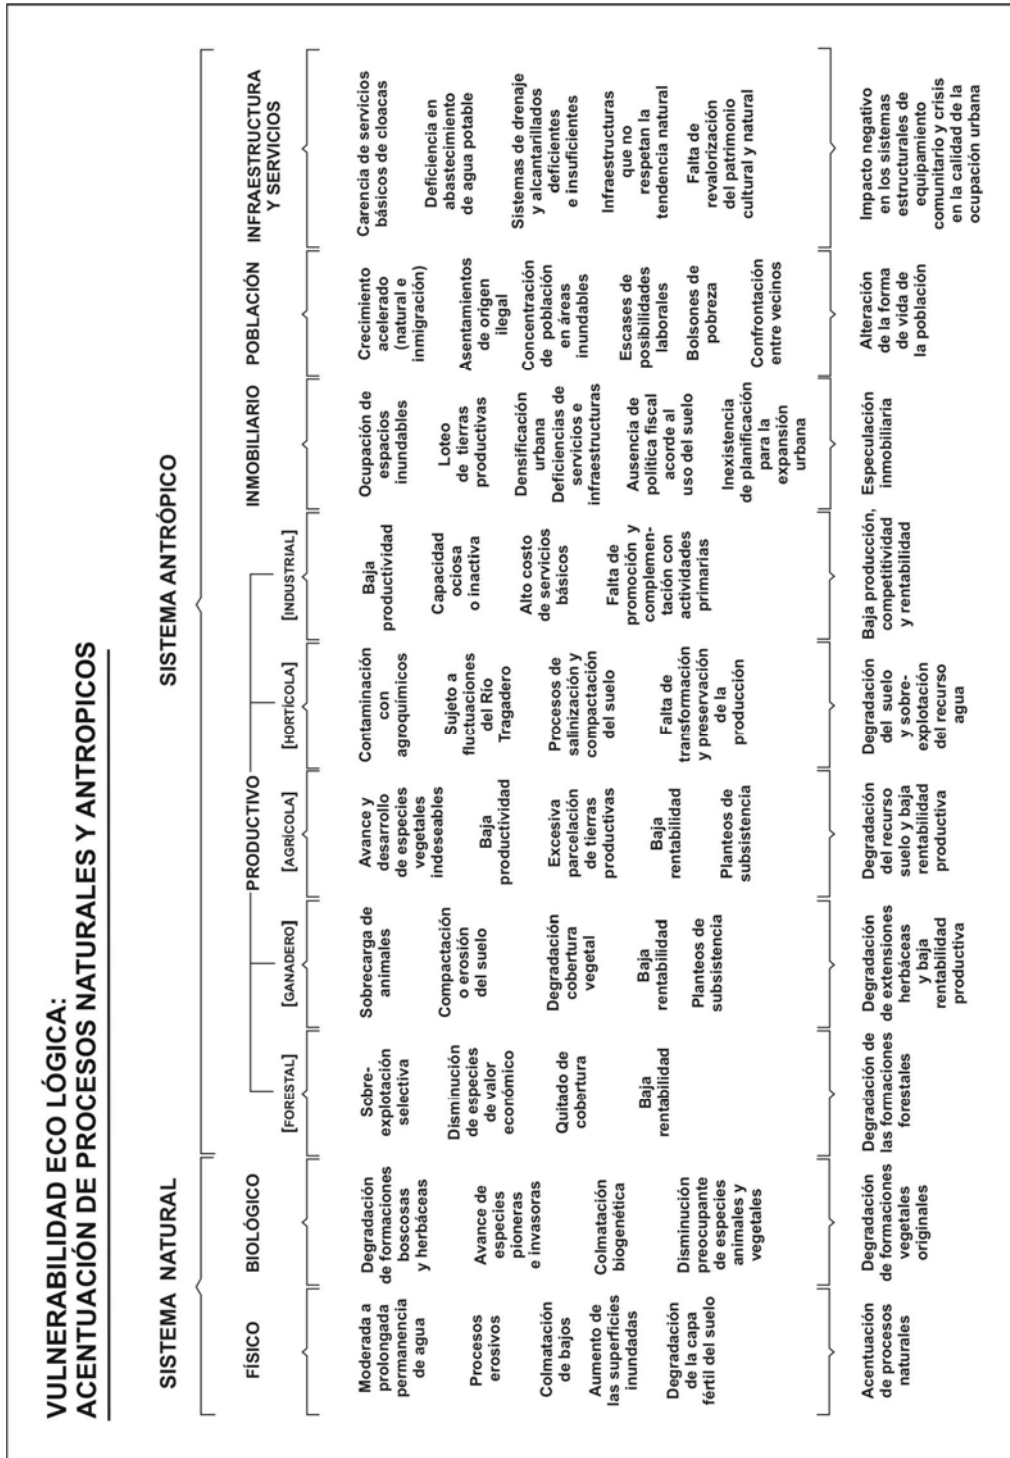 VULNERABILIDAD ECO LÓGICA:
ACENTUACIÓN DE PROCESOS NATURALES Y ANTROPICOS
SISTEMA NATURAL
SISTEMA ANTRÓPICO
FÍSICO
BIOLÓGICO
PRODUCTIVO
INMOBILIARIO
POBLACIÓN
INFRAESTRUCTURA
Y SERVICIOS
[FORESTAL]
[GANADERO]
[AGRÍCOLA]
[HORTÍCOLA]
[INDUSTRIAL]
Moderada a
prolongada
permanencia
de agua
Procesos
erosivos
Colmatación
de bajos
Aumento de
las superficies
inundadas
Degradación
de la capa
fértil del suelo
Acentuación
de procesos
naturales
Degradación
de formaciones
boscosas
y herbáceas
Avance de
especies
pioneras
e invasoras
Colmatación
biogenética
Disminución
preocupante
de especies
animales y
vegetales
Degradación
de formaciones
vegetales
originales
Sobre-
explotación
selectiva
Disminución
de especies
de valor
económico
Quitado de
cobertura
Baja
rentabilidad
Degradación de
las formaciones
forestales
Sobrecarga de
animales
Compactación
o erosión
del suelo
Degradación
cobertura
vegetal
Baja
rentabilidad
Planteos de
subsistencia
Degradación
de extensiones
herbáceas
y baja
rentabilidad
productiva
Avance y
desarrollo
de especies
vegetales
indeseables
Baja
productividad
Excesiva
parcelación
de tierras
productivas
Baja
rentabilidad
Planteos de
subsistencia
Degradación
del recurso
suelo y baja
rentabilidad
productiva
Contaminación
con
agroquímicos
Sujeto a
fluctuaciones
del Río
Tragadero
Procesos de
salinización y
compactación
del suelo
Falta de
transformación
y preservación
de la
producción
Degradación
del suelo
y sobre-
explotación
del recurso
agua
Baja
productividad
Capacidad
ociosa
o inactiva
Alto costo
de servicios
básicos
Falta de
promoción y
complemen-
tación con
actividades
primarias
Baja producción,
competitividad
y rentabilidad
Ocupación de
espacios
inundables
Loteo
de tierras
productivas
Densificación
urbana
Deficiencias de
servicios e
infraestructuras
Ausencia de
política fiscal
acorde al
uso del suelo
Inexistencia
de planificación
para la
expansión
urbana
Especulación
inmobiliaria
Crecimiento
acelerado
(natural e
inmigración)
Asentamientos
de origen
ilegal
Concentración
de población
en áreas
inundables
Escases de
posibilidades
laborales
Bolsones de
pobreza
Confrontación
entre vecinos
Alteración
de la forma
de vida de
la población
Carencia de servicios
básicos de cloacas
Deficiencia en
abastecimiento
de agua potable
Sistemas de drenaje
y alcantarillados
deficientes
e insuficientes
Infraestructuras
que no
respetan la
tendencia natural
Falta de
revalorización
del patrimonio
cultural y natural
Impacto negativo
en los sistemas
estructurales de
equipamiento
comunitario y crisis
en la calidad de la
ocupación urbana